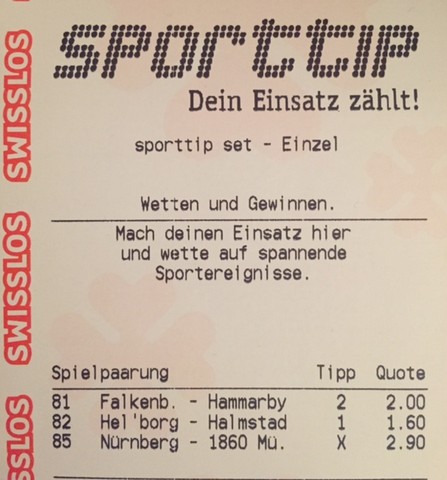 sporttip
Dein Einsatz zählt!
sporttip set - Einzel
Wetten und Gewinnen.
Mach deinen Einsatz hier
und wette auf spannende
Sportereignisse.
Spielpaarung Tipp Quote
81 Falkenb. - Hammarby 2 2.00
82 Hel'borg - Halmstad 1 1.60
85 Nürnberg - 1860 Mü. X 2.90
SWISSLOS
SWISSLOS
SWISSLOS